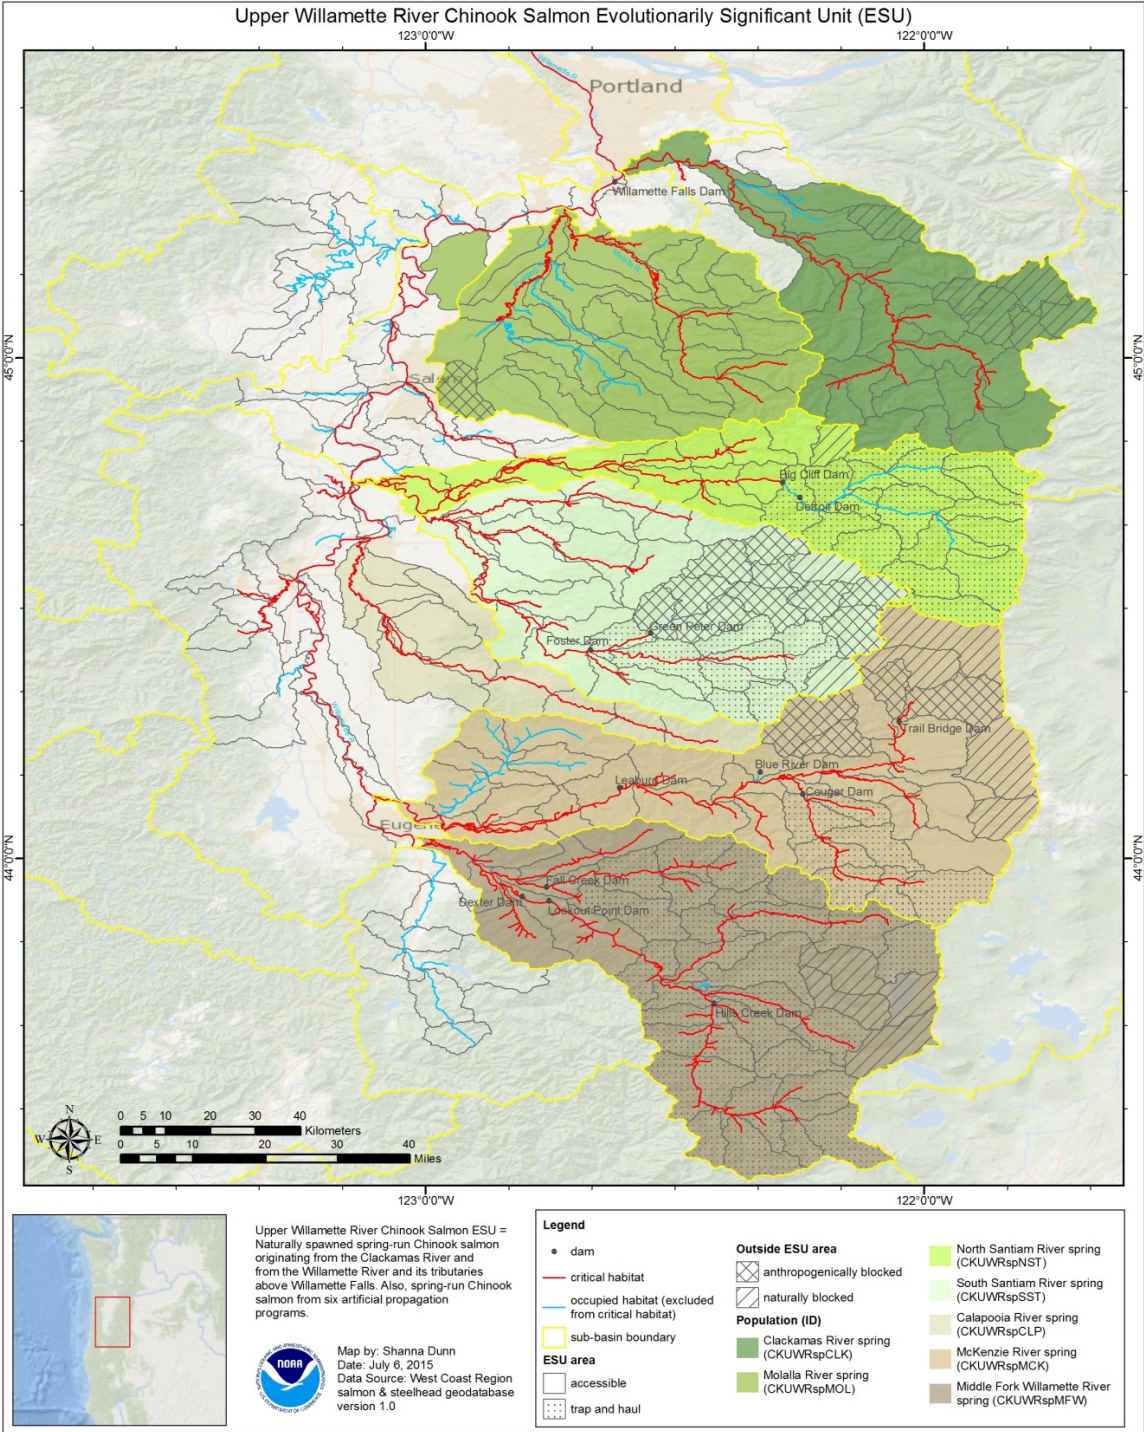 Upper Willamette River Chinook Salmon Evolutionarily Significant Unit (ESU)
123°0'0"W
122°0'0"W
Willamette R.
Portland
Willamette Falls Dam
45°0'0"N
45°0'0"N
Salem
Big Cliff Dam
Detroit Dam
Green Peter Dam
Foster Dam
Trail Bridge Dam
Blue River Dam
Leaburg Dam
Cougar Dam
Eugene
44°0'0"N
44°0'0"N
Fall Creek Dam
Dexter Dam
Lookout Point Dam
Hills Creek Dam
N
W E
S
0 5 10 20 30 40
Kilometers
0 5 10 20 30 40
Miles
123°0'0"W
122°0'0"W
Upper Willamette River Chinook Salmon ESU =
Naturally spawned spring-run Chinook salmon
originating from the Clackamas River and
from the Willamette River and its tributaries
above Willamette Falls. Also, spring-run Chinook
salmon from six artificial propagation
programs.
NOAA
Map by: Shanna Dunn
Date: July 6, 2015
Data Source: West Coast Region
salmon & steelhead geodatabase
version 1.0
Legend
dam
critical habitat
occupied habitat (excluded
from critical habitat)
sub-basin boundary
ESU area
accessible
trap and haul
Outside ESU area
anthropogenically blocked
naturally blocked
Population (ID)
Clackamas River spring
(CKUWRspCLK)
Molalla River spring
(CKUWRspMOL)
North Santiam River spring
(CKUWRspNST)
South Santiam River spring
(CKUWRspSST)
Calapooia River spring
(CKUWRspCLP)
McKenzie River spring
(CKUWRspMCK)
Middle Fork Willamette River
spring (CKUWRspMFW)